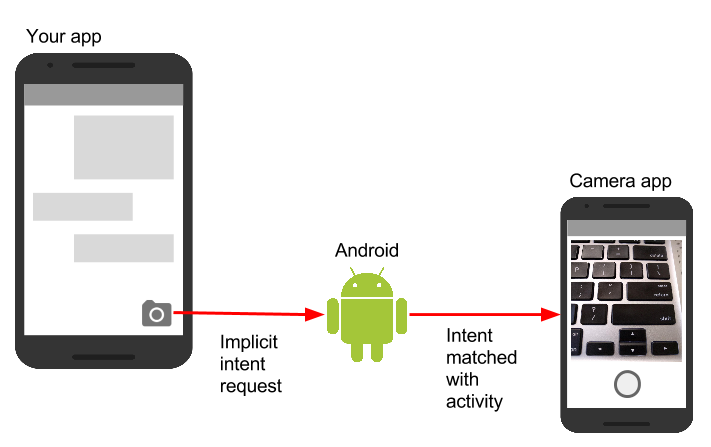 Your app
Camera app
Android
Implicit
intent
request
Intent
matched
with
activity